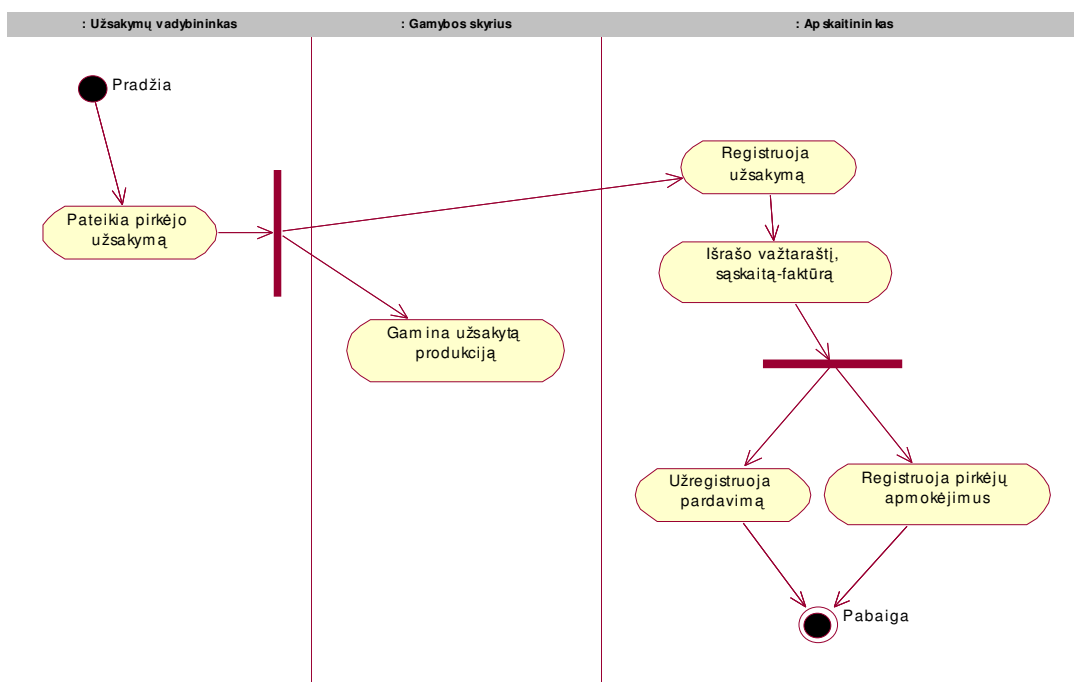 : Užsakymų vadybininkas
: Gamybos skyrius
: Apskaitininkas
Pradžia
Pateikia pirkėjo
užsakymą
Gamina užsakytą
produkciją
Registruoja
užsakymą
Išrašo važtaraštį,
sąskaitą-faktūrą
Užregistruoja
pardavimą
Registruoja pirkėjų
apmokėjimus
Pabaiga